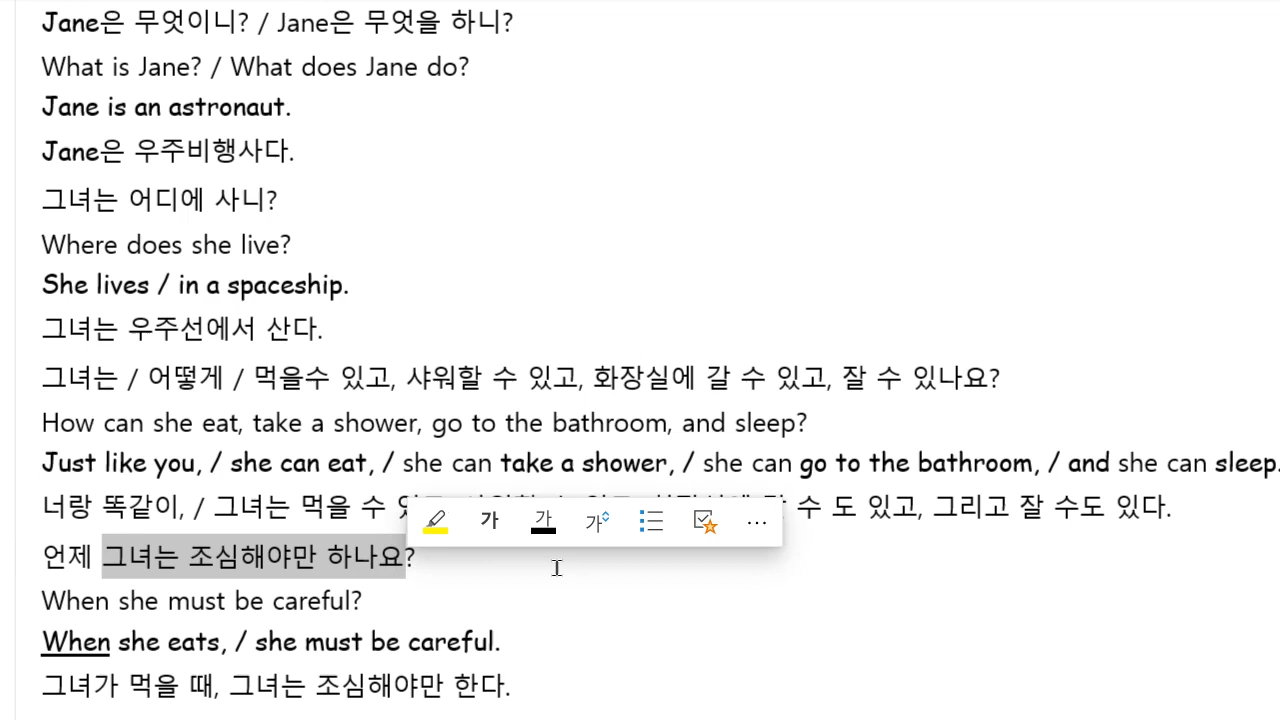 Jane은 무엇이니? / Jane은 무엇을 하니?
What is Jane? / What does Jane do?
Jane is an astronaut.
Jane은 우주비행사다.
그녀는 어디에 사니?
Where does she live?
She lives / in a spaceship.
그녀는 우주선에서 산다.
그녀는 / 어떻게 / 먹을수 있고, 샤워할 수 있고, 화장실에 갈 수 있고, 잘 수 있나요?
How can she eat, take a shower, go to the bathroom, and sleep?
Just like you, / she can eat, / she can take a shower, / she can go to the bathroom, / and she can sleep.
너랑 똑같이, / 그녀는 먹을 수 수 도 있고, 그리고 잘 수도 있다.
가 가 가
언제 그녀는 조심해야만 하나요?
When she must be careful?
When she eats, / she must be careful.
그녀가 먹을 때, 그녀는 조심해야만 한다.